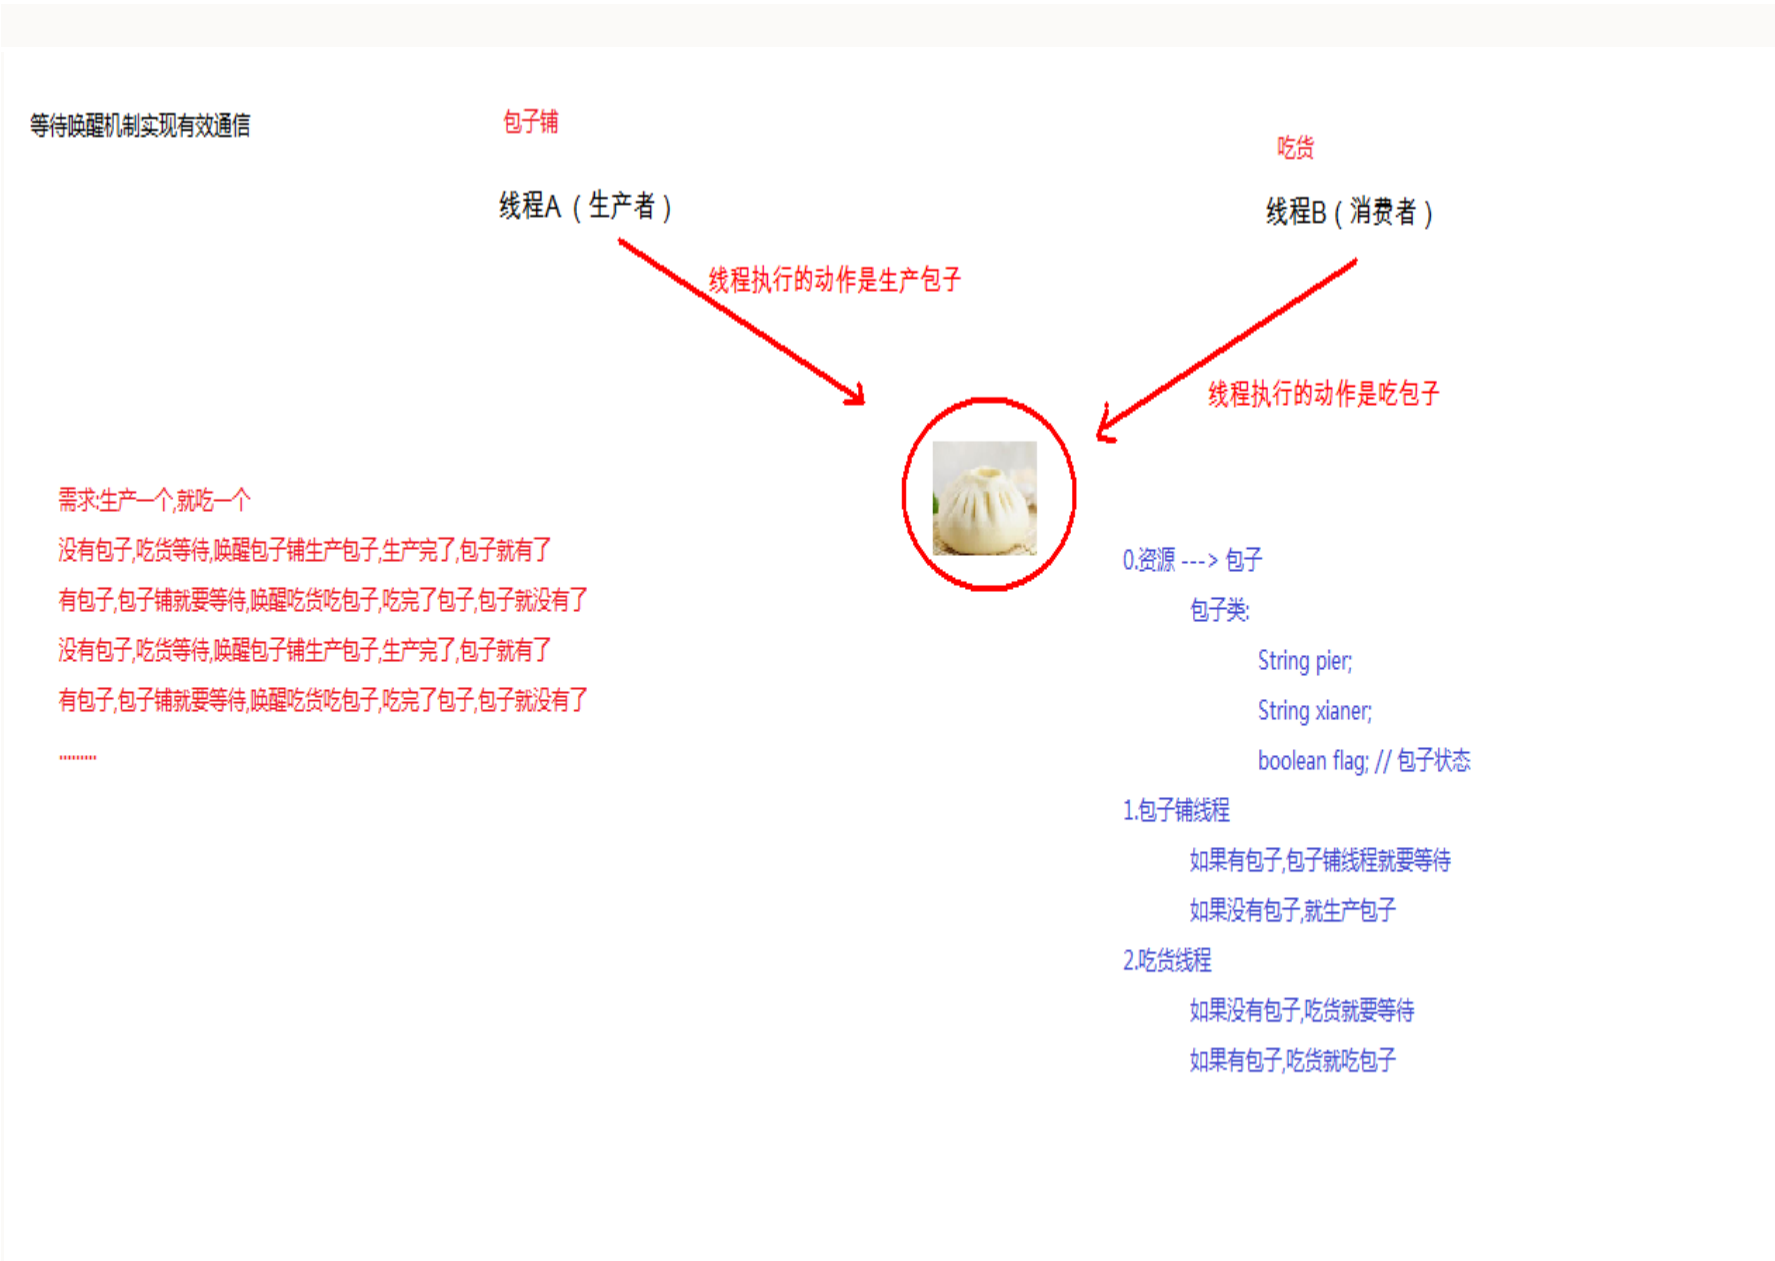 等待唤醒机制实现有效通信
包子铺
吃货
线程A（生产者）
线程B（消费者）
线程执行的动作是生产包子
线程执行的动作是吃包子
需求:生产一个,就吃一个
没有包子,吃货等待,唤醒包子铺生产包子,生产完了,包子就有了
有包子,包子铺就要等待,唤醒吃货吃包子,吃完了包子,包子就没有了
没有包子,吃货等待,唤醒包子铺生产包子,生产完了,包子就有了
有包子,包子铺就要等待,唤醒吃货吃包子,吃完了包子,包子就没有了
.........
0.资源 ---> 包子
包子类:
String pier;
String xianer;
boolean flag; // 包子状态
1.包子铺线程
如果有包子,包子铺线程就要等待
如果没有包子,就生产包子
2.吃货线程
如果没有包子,吃货就要等待
如果有包子,吃货就吃包子